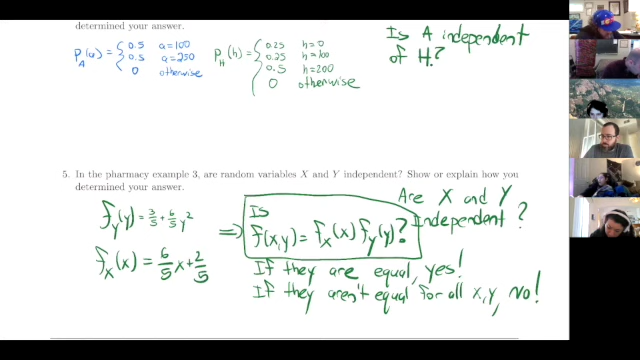 determined your answer.
P_A(a) = { 0.5 a=100
0.5 a=250
0 otherwise
P_H(h) = { 0.25 h=0
0.25 h=100
0.5 h=200
0 otherwise
Is A independent
of H?
5. In the pharmacy example 3, are random variables X and Y independent? Show or explain how you
determined your answer.
f_Y(y) = 3/5 + 6/5 y²
f_X(x) = 6/5 x + 2/5
⇒ Is
f(x,y) = f_X(x) f_Y(y)?
Are X and Y
Independent?
If they are equal, yes!
If they aren't equal for all x,y, no!